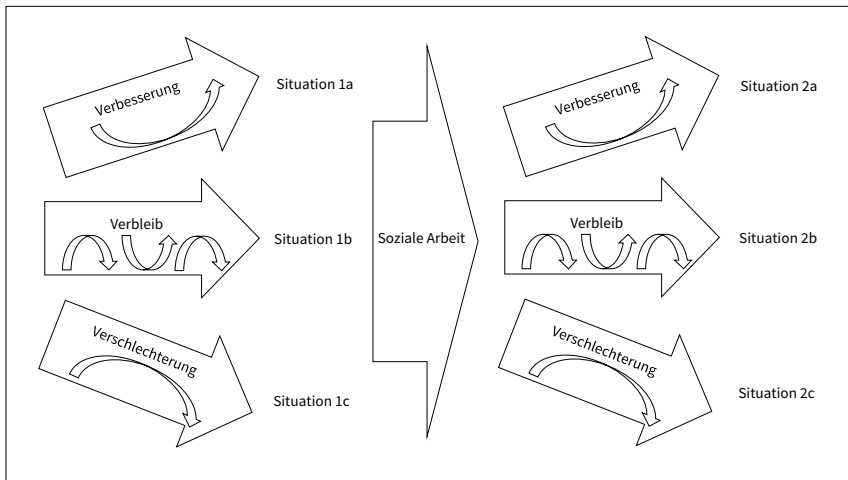 Verbesserung
Situation 1a
Verbleib
Situation 1b
Verschlechterung
Situation 1c
Soziale Arbeit
Verbesserung
Situation 2a
Verbleib
Situation 2b
Verschlechterung
Situation 2c